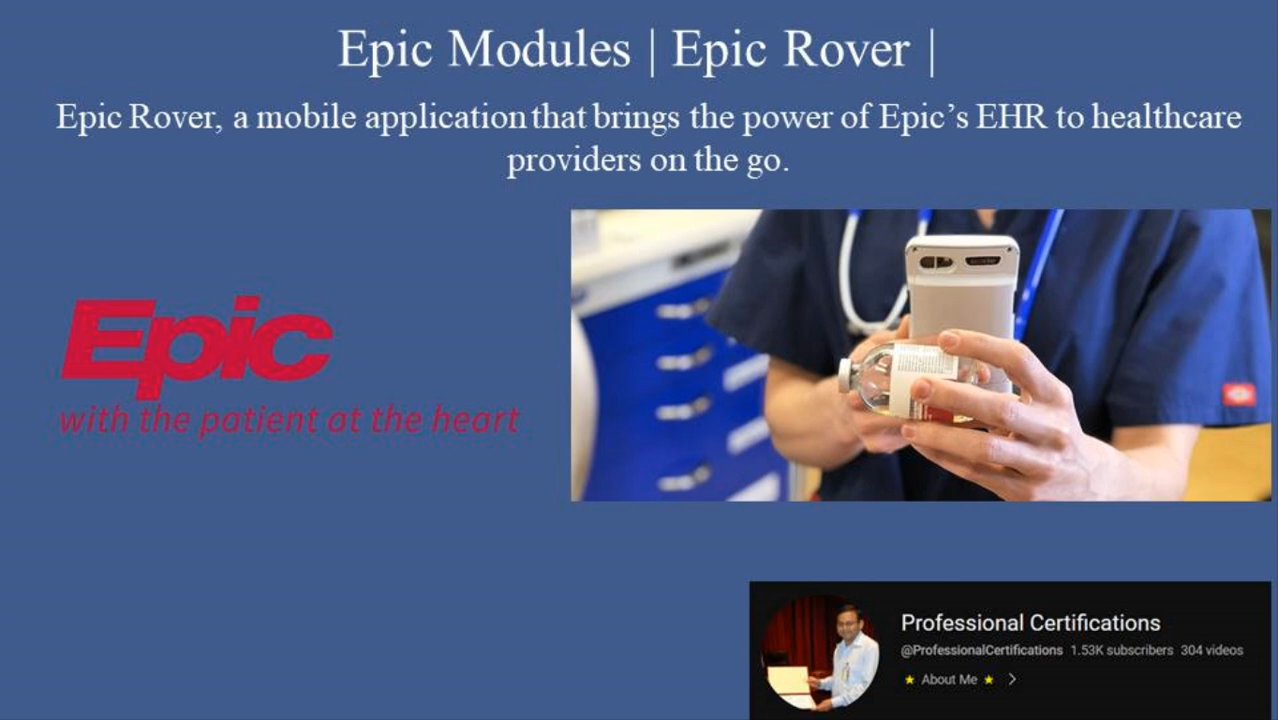 Epic Modules | Epic Rover |
Epic Rover, a mobile application that brings the power of Epic’s EHR to healthcare
providers on the go.
Epic
with the patient at the heart
Professional Certifications
@ProfessionalCertifications 1.53K subscribers 304 videos
★ About Me ★ >